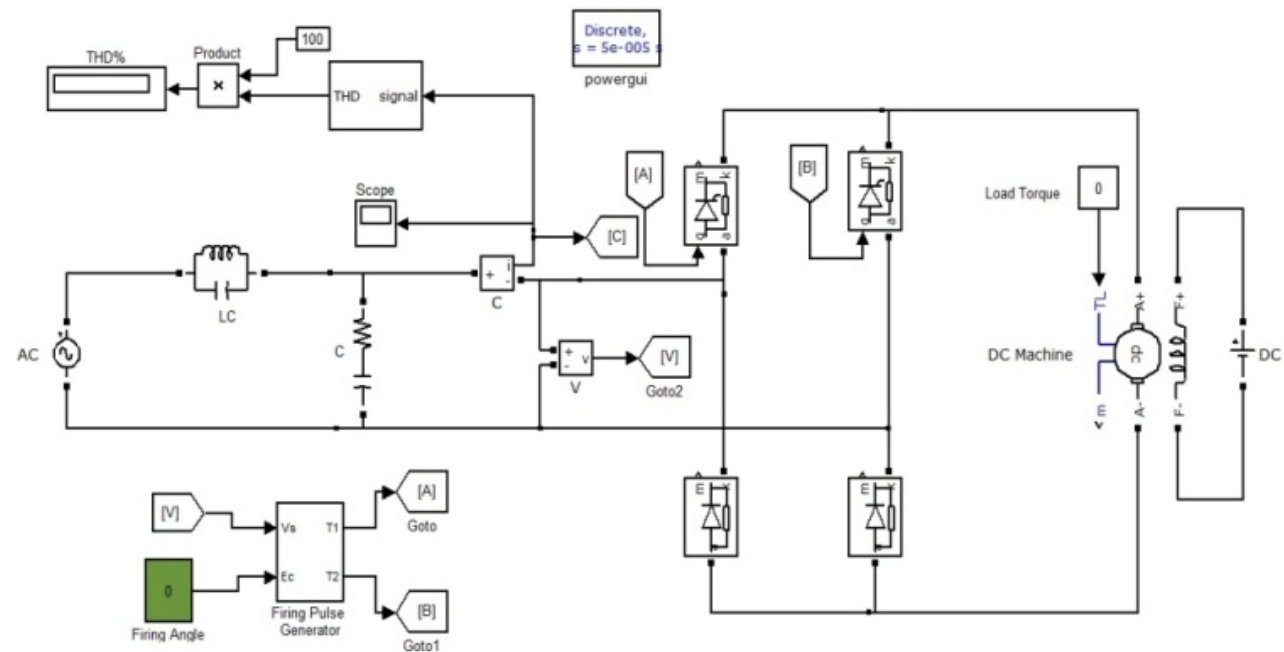 Discrete,
s = 5e-005 s
powergui
THD%
Product
100
×
THD
signal
Scope
[C]
[A]
[B]
Load Torque
0
m
k
g
a
m
k
g
a
LC
+
i
-
C
C
AC
+
-
v
V
[V]
Goto2
TL
A+
F+
DC Machine
dc
DC
m
A-
F-
m
k
a
m
k
a
[V]
Vs
T1
[A]
Goto
0
Ec
T2
[B]
Firing Angle
Firing Pulse
Generator
Goto1